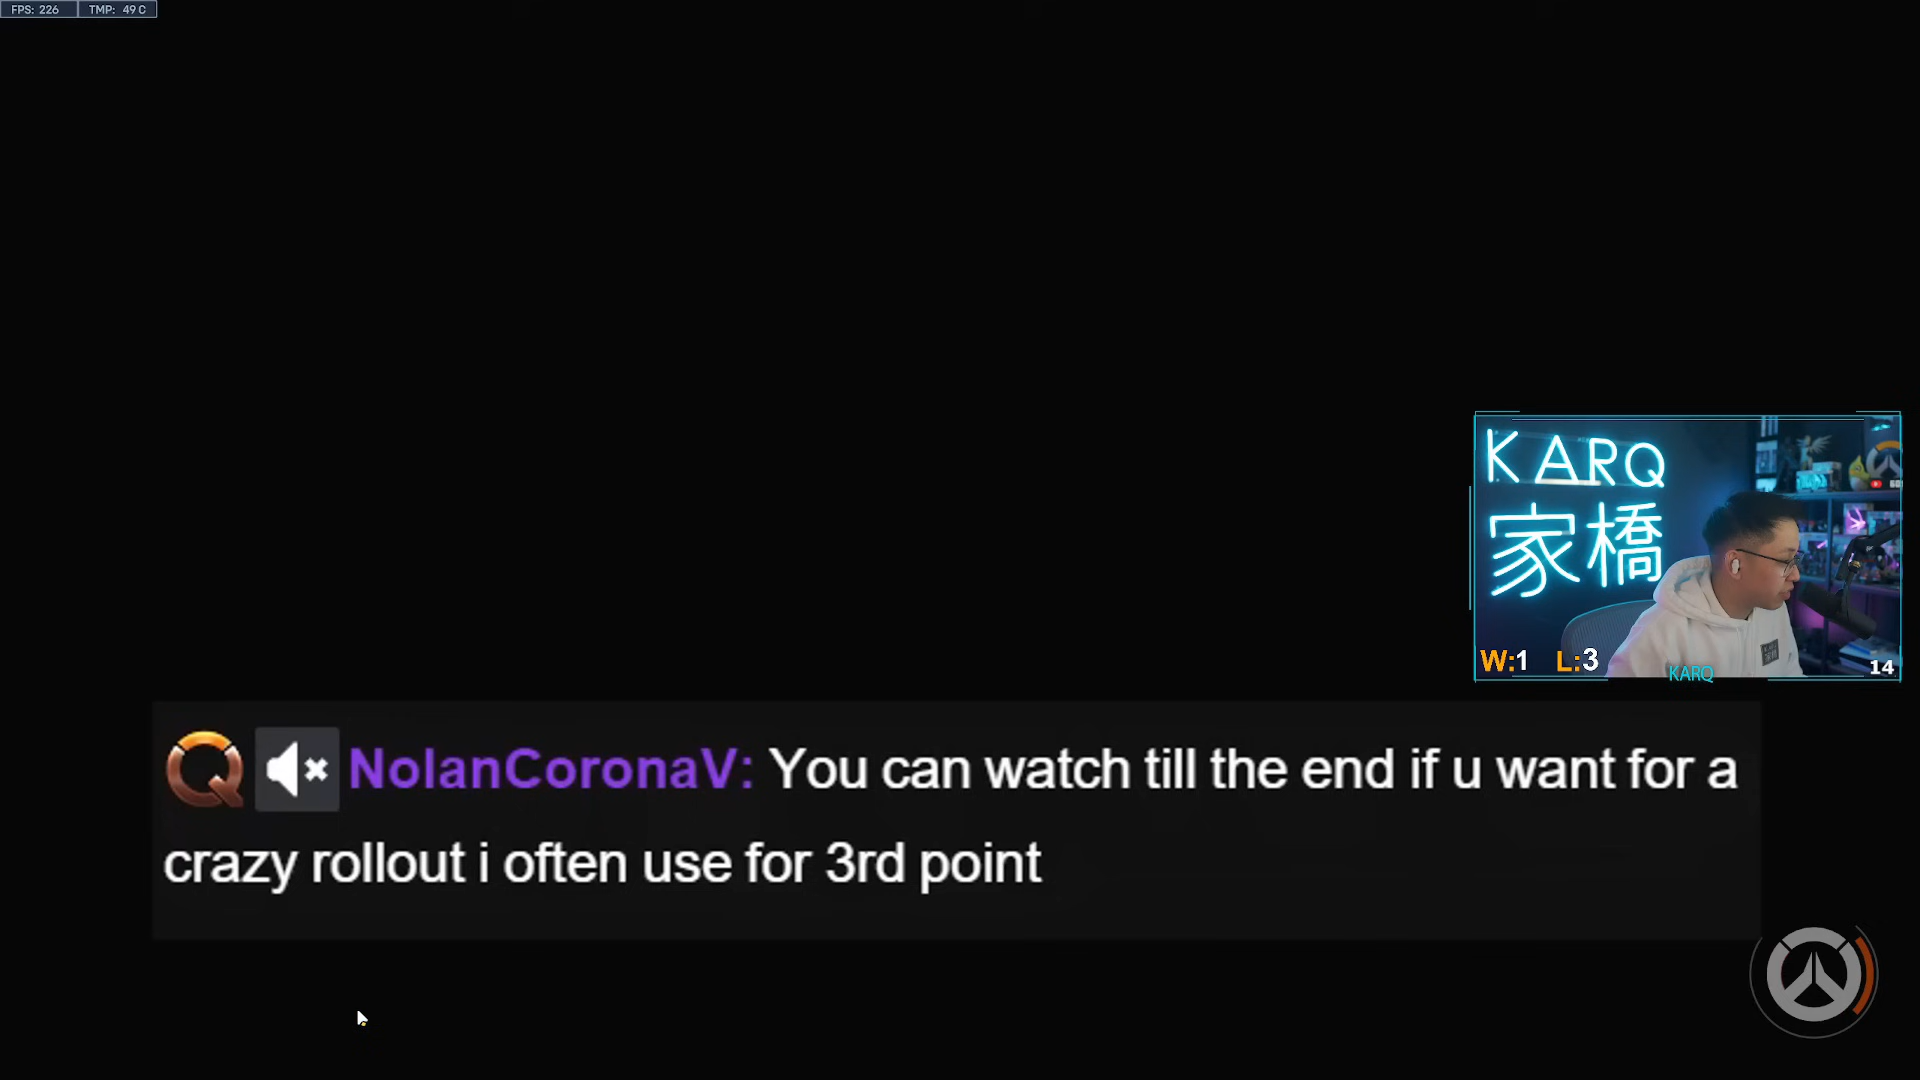 FPS: 226 TMP: 49 C
KARQ
家橋
W:1 L:3
KARQ
14
NolanCoronaV: You can watch till the end if u want for a
crazy rollout i often use for 3rd point